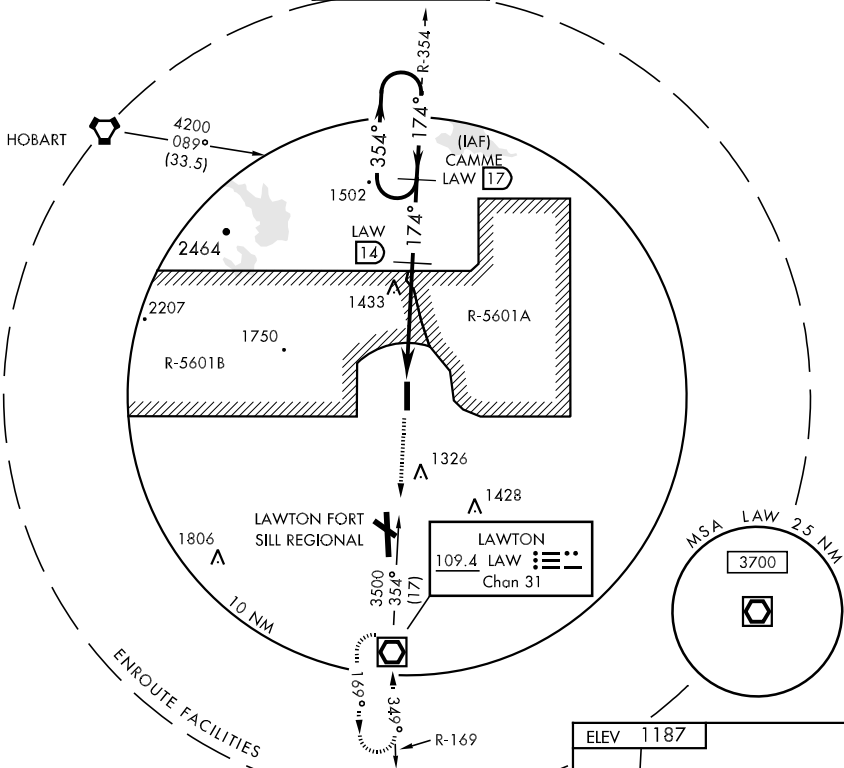 R-354
HOBART
4200
089°
(33.5)
354°
174°
(IAF)
CAMME
LAW 17
1502
174°
LAW
14
2464
1433
2207
1750
R-5601A
R-5601B
1326
1428
LAWTON FORT
SILL REGIONAL
LAWTON
109.4 LAW
Chan 31
1806
3500
354°
(17)
10 NM
MSA LAW 25 NM
3700
ENROUTE FACILITIES
169°
349°
R-169
ELEV 1187